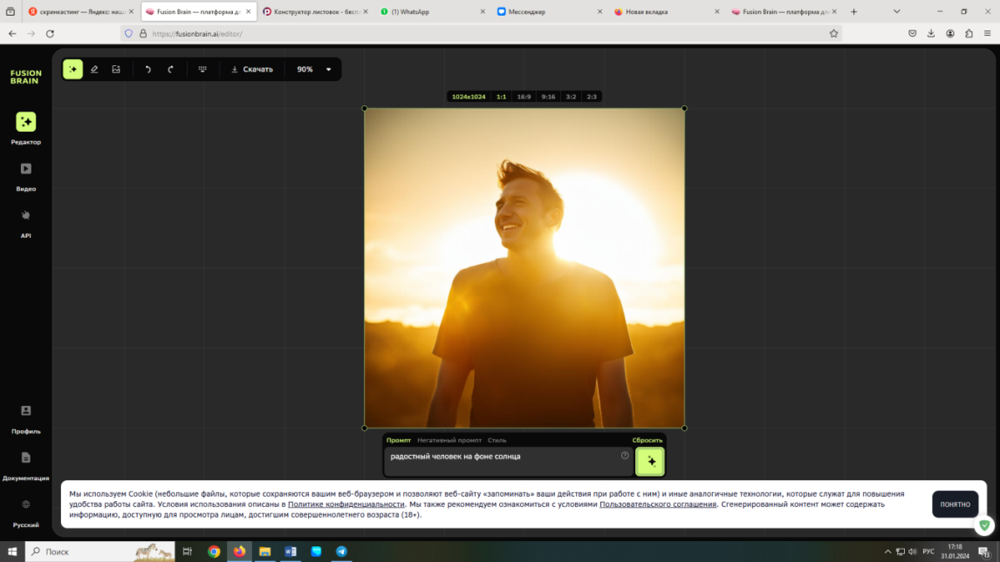 скринкастинг — Яндекс: наш
Fusion Brain — платформа дл
Конструктор листовок - бесп
(1) WhatsApp
Мессенджер
Новая вкладка
Fusion Brain — платформа дл
https://fusionbrain.ai/editor/
FUSION
BRAIN
Скачать
90%
1024x1024
1:1
16:9
9:16
3:2
2:3
Редактор
Видео
API
Профиль
Документация
Русский
Промпт
Негативный промпт
Стиль
Сбросить
радостный человек на фоне солнца
Мы используем Cookie (небольшие файлы, которые сохраняются вашим веб-браузером и позволяют веб-сайту «запоминать» ваши действия при работе с ним) и иные аналогичные технологии, которые служат для повышения
удобства работы сайта. Условия использования описаны в Политике конфиденциальности. Мы также рекомендуем ознакомиться с условиями Пользовательского соглашения. Сгенерированный контент может содержать
информацию, доступную для просмотра лицам, достигшим совершеннолетнего возраста (18+).
ПОНЯТНО
Поиск
РУС
17:18
31.01.2024
13